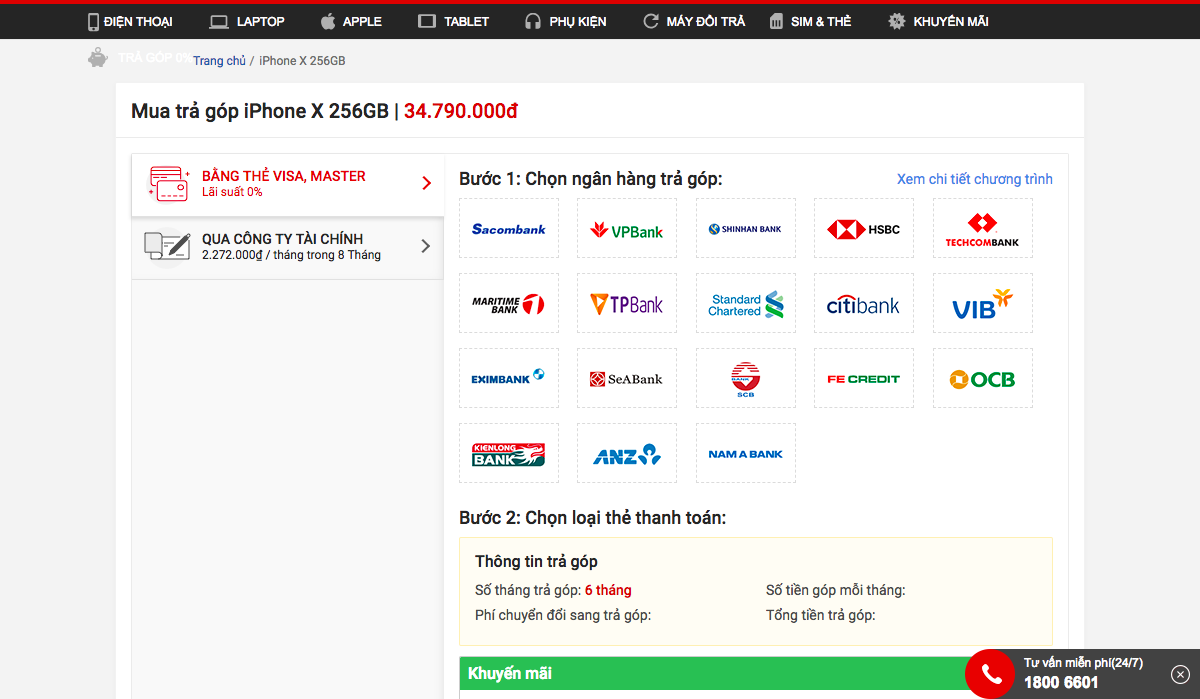 ĐIỆN THOẠI LAPTOP APPLE TABLET PHỤ KIỆN MÁY ĐỔI TRẢ SIM & THẺ KHUYẾN MÃI
TRẢ GÓP 0% Trang chủ / iPhone X 256GB
Mua trả góp iPhone X 256GB | 34.790.000đ
BẰNG THẺ VISA, MASTER
Lãi suất 0%
QUA CÔNG TY TÀI CHÍNH
2.272.000₫ / tháng trong 8 Tháng
Bước 1: Chọn ngân hàng trả góp: Xem chi tiết chương trình
Sacombank VPBank SHINHAN BANK HSBC TECHCOMBANK
MARITIME BANK TPBank Standard Chartered citibank VIB
EXIMBANK SeABank BANK SCB FE CREDIT OCB
KIENLONG BANK ANZ NAM A BANK
Bước 2: Chọn loại thẻ thanh toán:
Thông tin trả góp
Số tháng trả góp: 6 tháng Số tiền góp mỗi tháng:
Phí chuyển đổi sang trả góp: Tổng tiền trả góp:
Khuyến mãi
Tư vấn miễn phí(24/7)
1800 6601